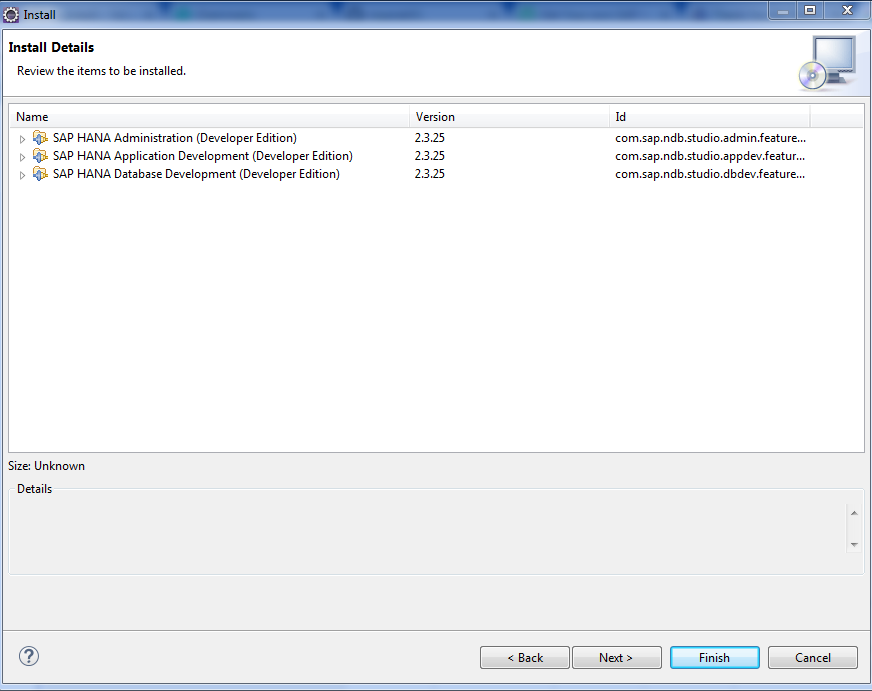 Install
Install Details
Review the items to be installed.
Name Version Id
SAP HANA Administration (Developer Edition) 2.3.25 com.sap.ndb.studio.admin.feature...
SAP HANA Application Development (Developer Edition) 2.3.25 com.sap.ndb.studio.appdev.featur...
SAP HANA Database Development (Developer Edition) 2.3.25 com.sap.ndb.studio.dbdev.feature...
Size: Unknown
Details
? < Back Next > Finish Cancel